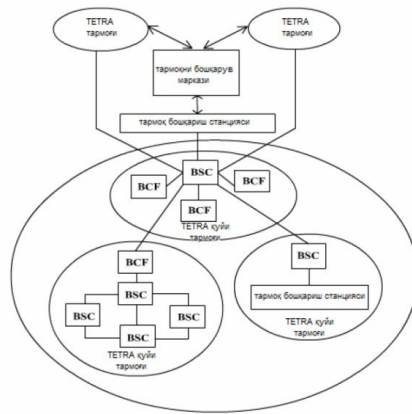 TETRA
тармоғи
TETRA
тармоғи
тармоқни бошқарув
маркази
тармоқ бошқариш станцияси
BSC
BCF
BCF
BCF
TETRA қуйи
тармоғи
BCF
BSC
BSC
BSC
BSC
TETRA қуйи
тармоғи
BSC
тармоқ бошқариш станцияси
TETRA қуйи
тармоғи